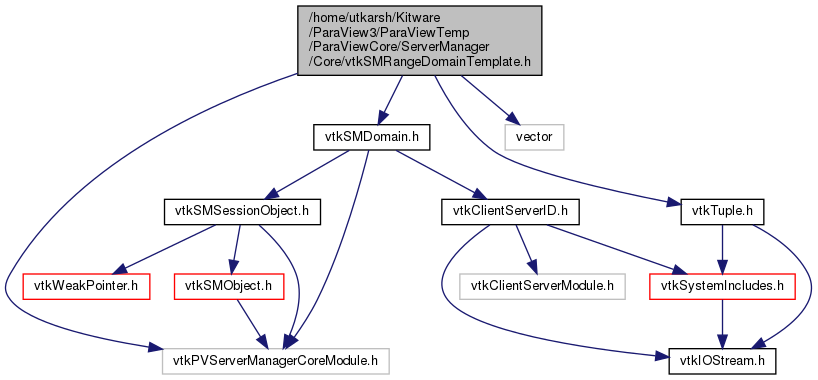 /home/utkarsh/Kitware
/ParaView3/ParaViewTemp
/ParaViewCore/ServerManager
/Core/vtkSMRangeDomainTemplate.h
vtkSMDomain.h
vector
vtkSMSessionObject.h
vtkClientServerID.h
vtkTuple.h
vtkWeakPointer.h
vtkSMObject.h
vtkClientServerModule.h
vtkSystemIncludes.h
vtkPVServerManagerCoreModule.h
vtkIOStream.h